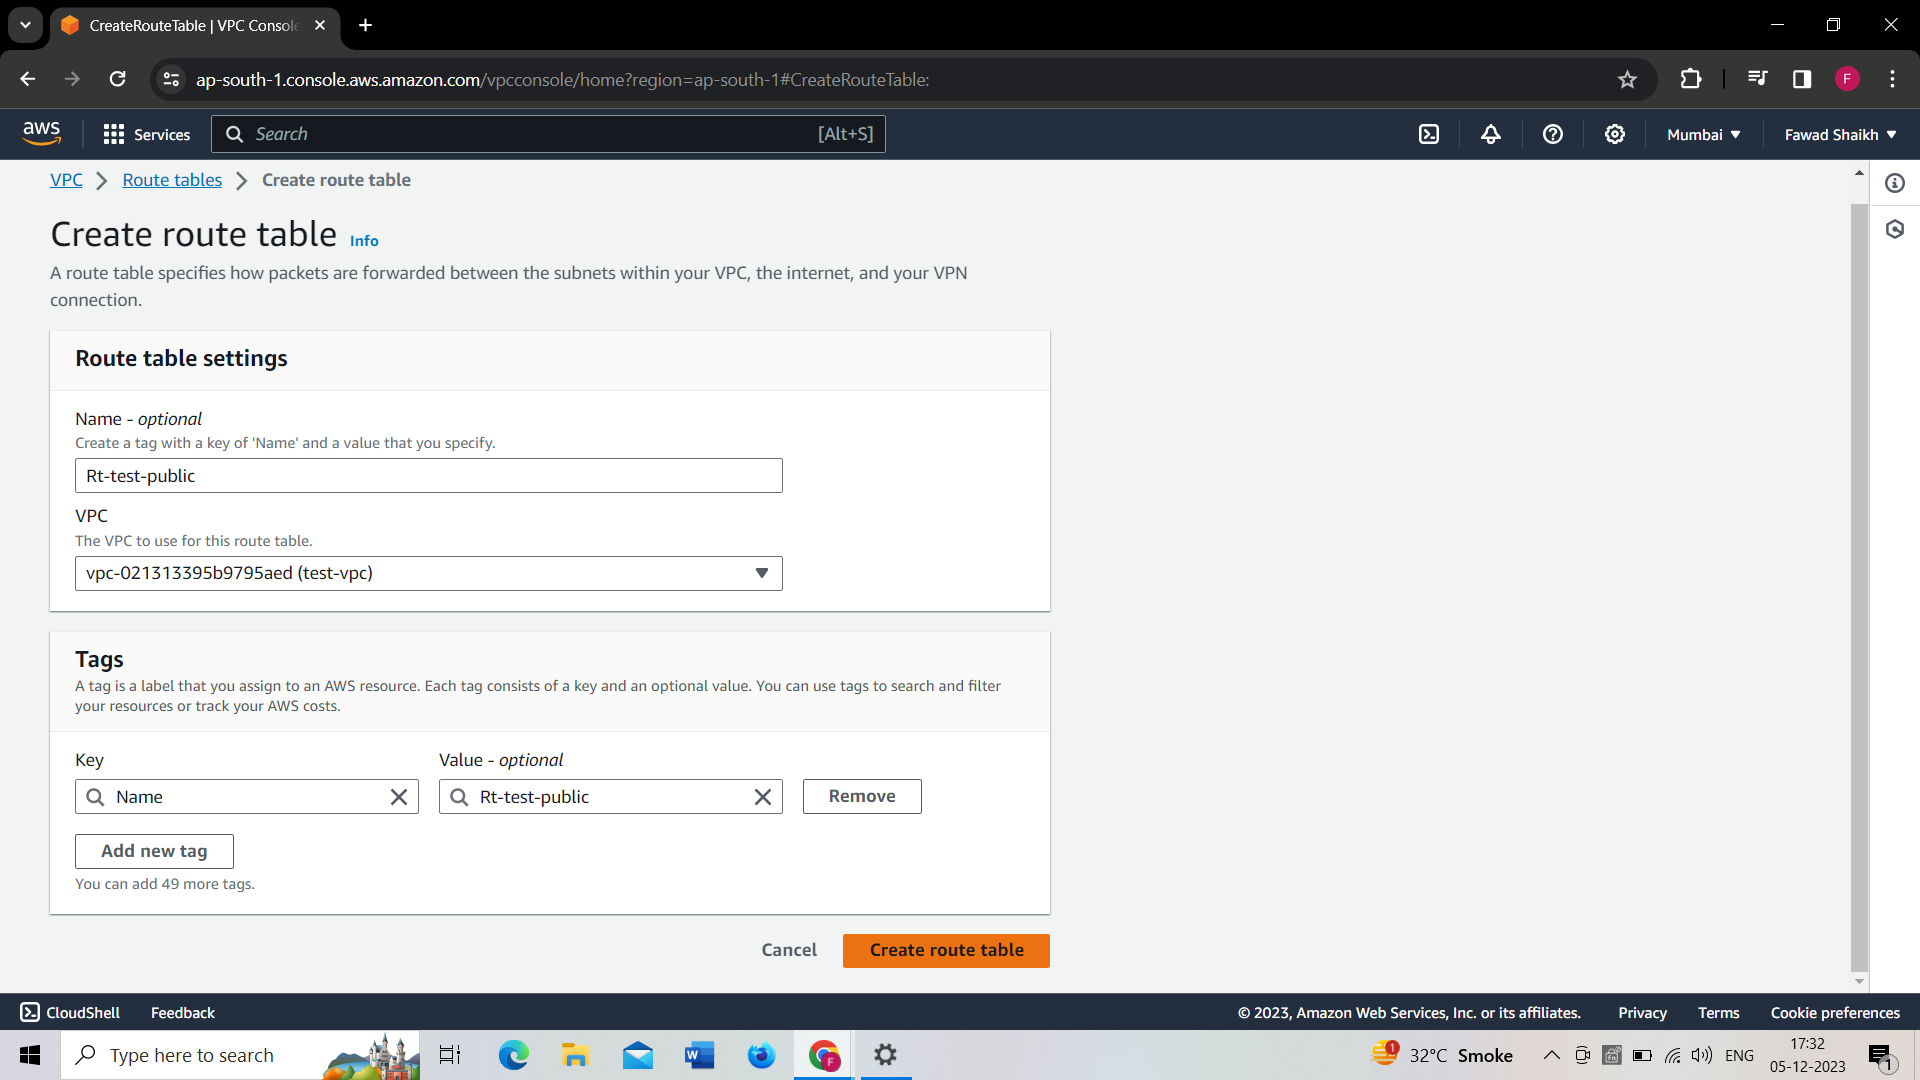 CreateRouteTable | VPC Console
ap-south-1.console.aws.amazon.com/vpcconsole/home?region=ap-south-1#CreateRouteTable:
F
aws
Services
Search
[Alt+S]
Mumbai
Fawad Shaikh
VPC
Route tables
Create route table
Create route table
Info
A route table specifies how packets are forwarded between the subnets within your VPC, the internet, and your VPN
connection.
Route table settings
Name - optional
Create a tag with a key of 'Name' and a value that you specify.
Rt-test-public
VPC
The VPC to use for this route table.
vpc-021313395b9795aed (test-vpc)
Tags
A tag is a label that you assign to an AWS resource. Each tag consists of a key and an optional value. You can use tags to search and filter
your resources or track your AWS costs.
Key
Value - optional
Name
Rt-test-public
Remove
Add new tag
You can add 49 more tags.
Cancel
Create route table
CloudShell
Feedback
© 2023, Amazon Web Services, Inc. or its affiliates.
Privacy
Terms
Cookie preferences
Type here to search
W
F
1
32°C Smoke
ENG
17:32
05-12-2023
1